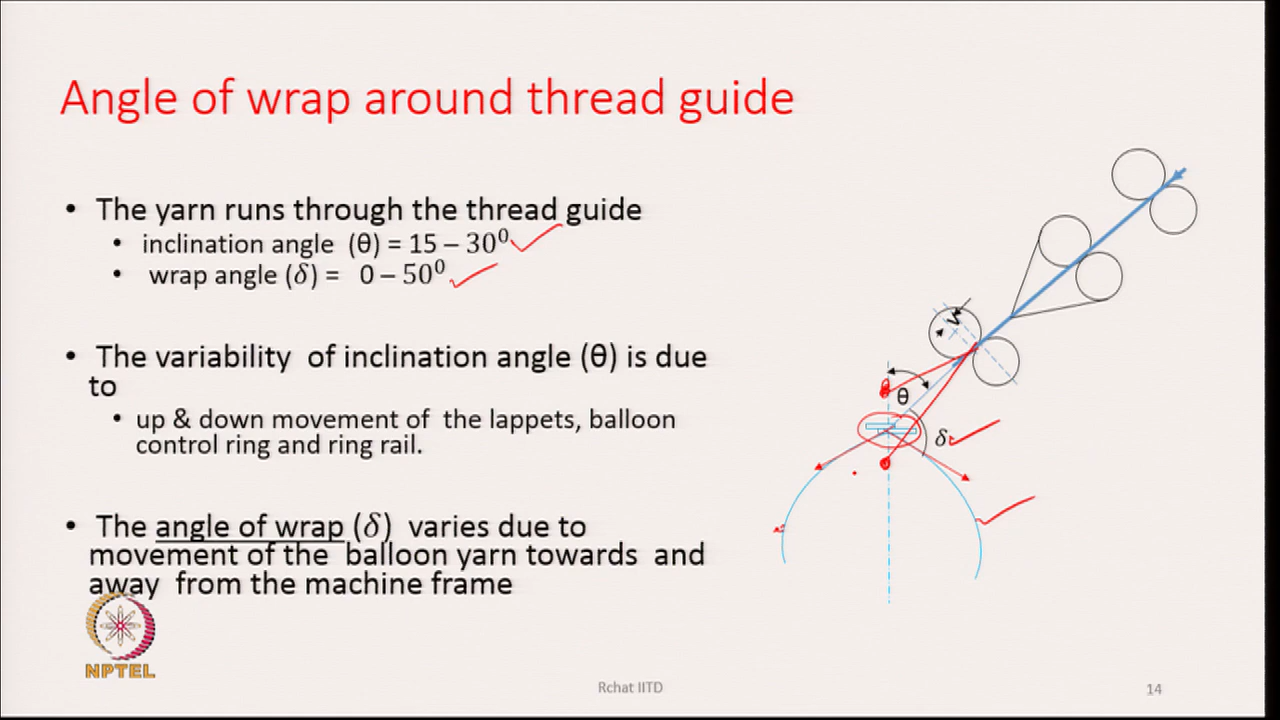 Angle of wrap around thread guide
• The yarn runs through the thread guide
• inclination angle (θ) = 15 – 30⁰
• wrap angle (δ) = 0 – 50⁰
• The variability of inclination angle (θ) is due
to
• up & down movement of the lappets, balloon
control ring and ring rail.
• The angle of wrap (δ) varies due to
movement of the balloon yarn towards and
away from the machine frame
θ
δ
NPTEL
Rchat IITD
14